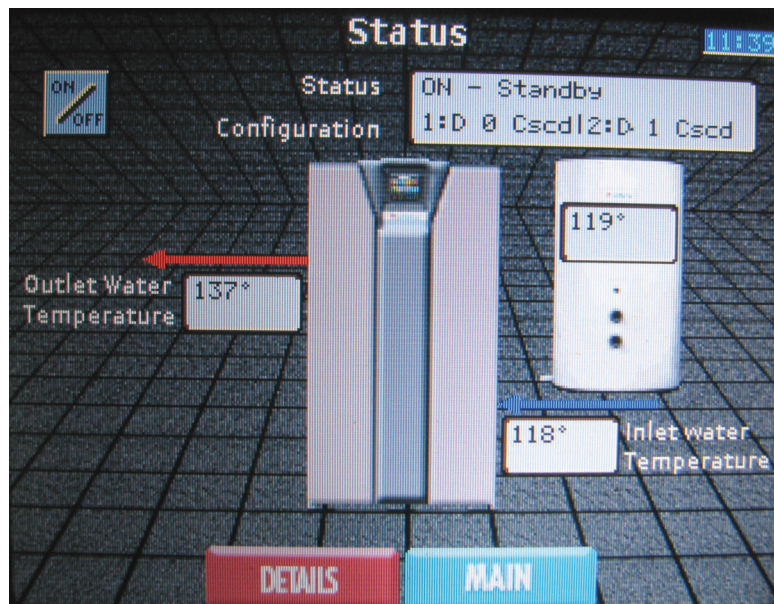 Status
11:39
ON
OFF
Status
ON - Standby
Configuration
1:D 0 Cscd|2:D 1 Cscd
119°
Outlet Water
Temperature
137°
118°
Inlet water
Temperature
DETAILS
MAIN